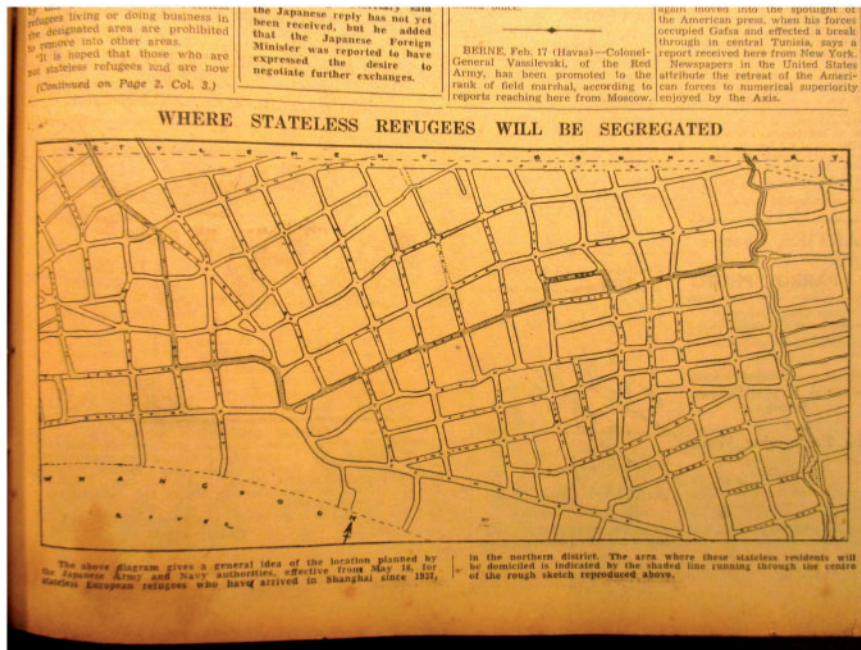 refugees living or doing business in
the designated area are prohibited
to remove into other areas.
"It is hoped that those who are
not stateless refugees and are now
(Continued on Page 2, Col. 3.)
the Japanese reply has not yet
been received, but he added
that the Japanese Foreign
Minister was reported to have
expressed the desire to
negotiate further exchanges.
BERNE, Feb. 17 (Havas)—Colonel-
General Vassilevski, of the Red
Army, has been promoted to the
rank of field marshal, according to
reports reaching here from Moscow.
again moved into the spotlight of
the American press, when his forces
occupied Gafsa and effected a break
through in central Tunisia, says a
report received here from New York.
Newspapers in the United States
attribute the retreat of the Ameri-
can forces to numerical superiority
enjoyed by the Axis.
WHERE STATELESS REFUGEES WILL BE SEGREGATED
SETTLEMENT BOUNDARY
WHANGPOO
RIVER
The above diagram gives a general idea of the location planned by
the Japanese Army and Navy authorities, effective from May 18, for
stateless European refugees who have arrived in Shanghai since 1937,
in the northern district. The area where these stateless residents will
be domiciled is indicated by the shaded line running through the centre
of the rough sketch reproduced above.